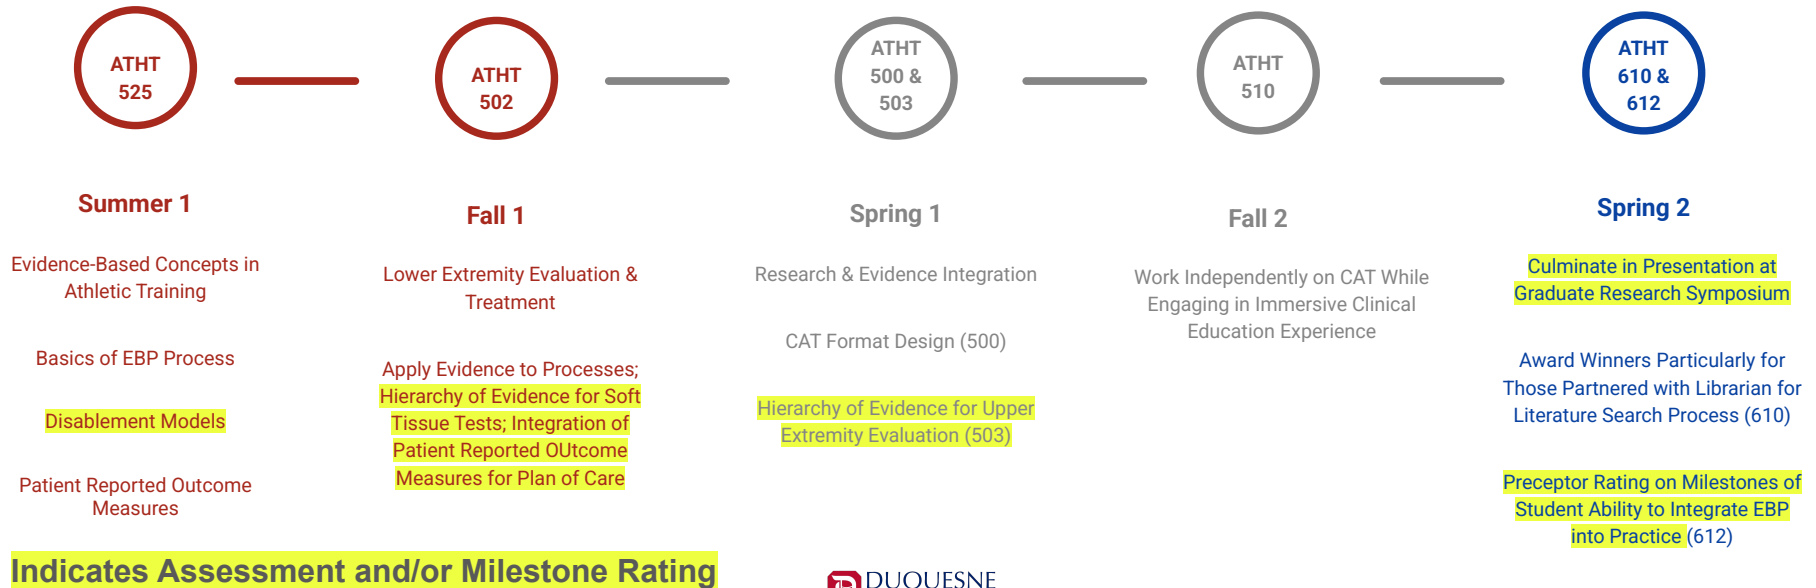 ATHT
525
ATHT
502
ATHT
500 &
503
ATHT
510
ATHT
610 &
612
Summer 1
Evidence-Based Concepts in
Athletic Training
Basics of EBP Process
Disablement Models
Patient Reported Outcome
Measures
Fall 1
Lower Extremity Evaluation &
Treatment
Apply Evidence to Processes;
Hierarchy of Evidence for Soft
Tissue Tests; Integration of
Patient Reported OUtcome
Measures for Plan of Care
Spring 1
Research & Evidence Integration
CAT Format Design (500)
Hierarchy of Evidence for Upper
Extremity Evaluation (503)
Fall 2
Work Independently on CAT While
Engaging in Immersive Clinical
Education Experience
Spring 2
Culminate in Presentation at
Graduate Research Symposium
Award Winners Particularly for
Those Partnered with Librarian for
Literature Search Process (610)
Preceptor Rating on Milestones of
Student Ability to Integrate EBP
into Practice (612)
Indicates Assessment and/or Milestone Rating
DUQUESNE